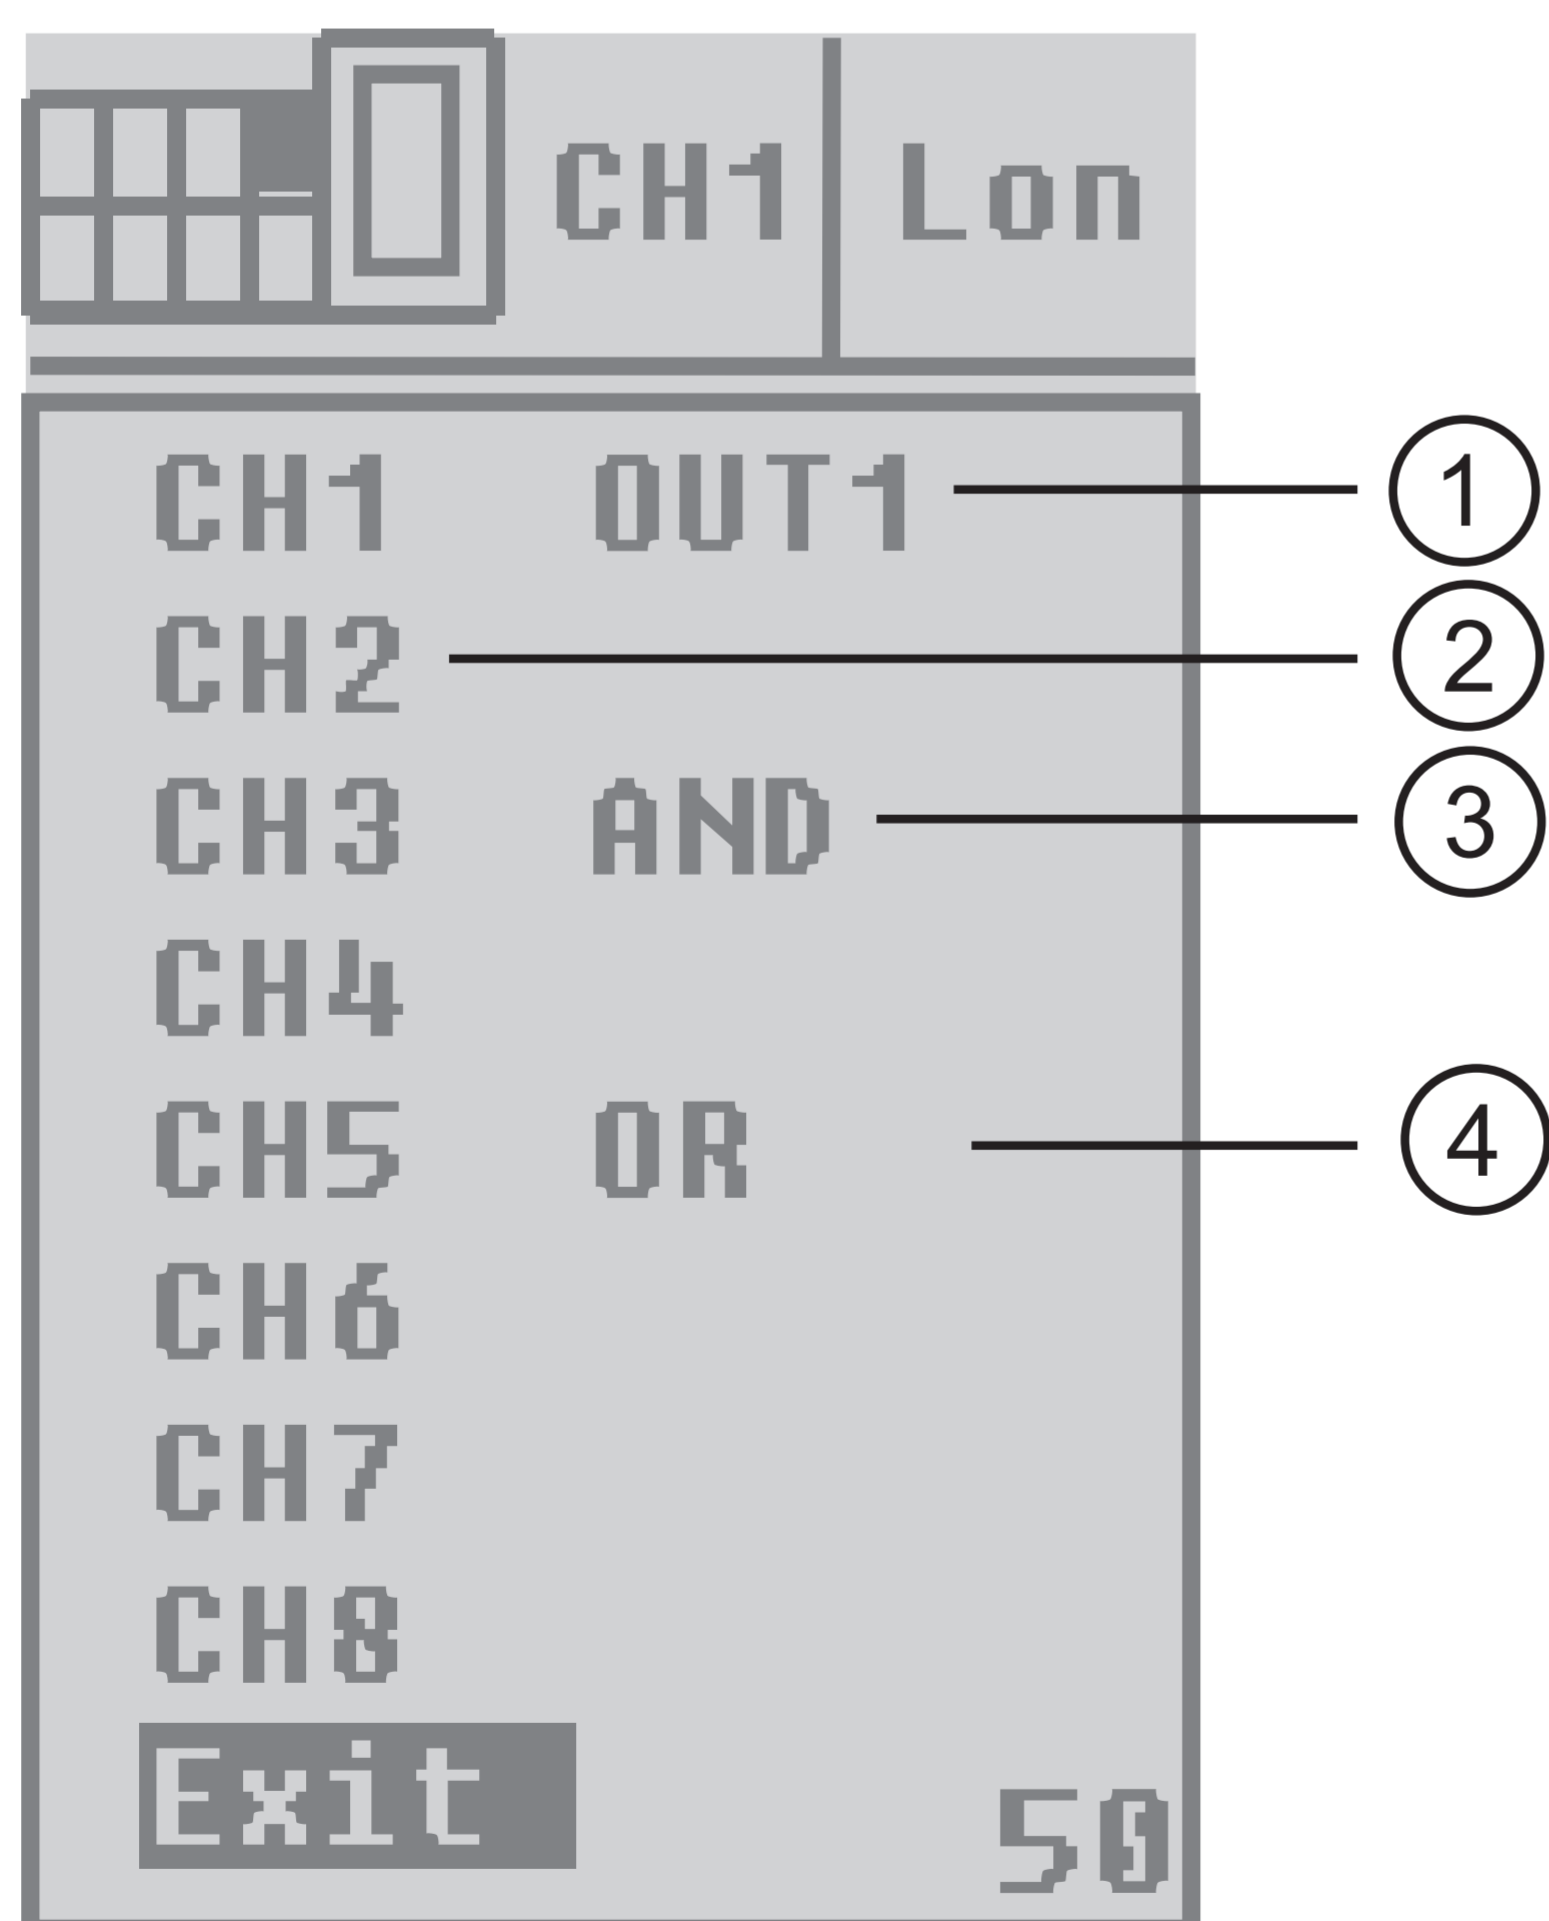 CH1 Lon
CH1 OUT1 1
CH2 2
CH3 AND 3
CH4
CH5 OR 4
CH6
CH7
CH8
Exit
50